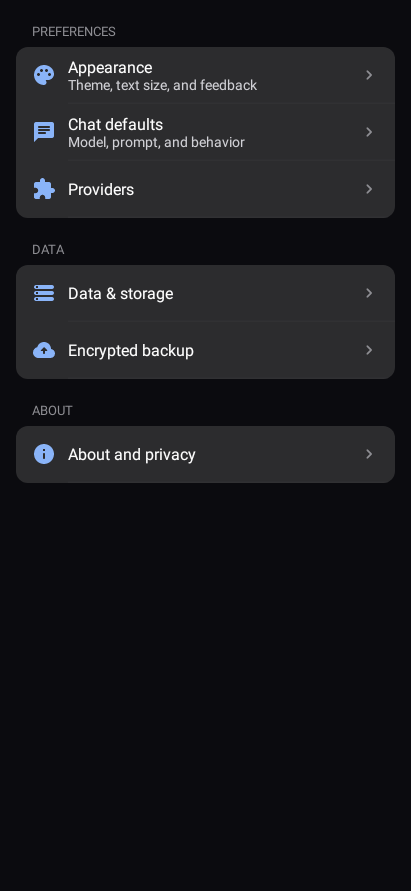 PREFERENCES
Appearance
Theme, text size, and feedback
Chat defaults
Model, prompt, and behavior
Providers
DATA
Data & storage
Encrypted backup
ABOUT
About and privacy